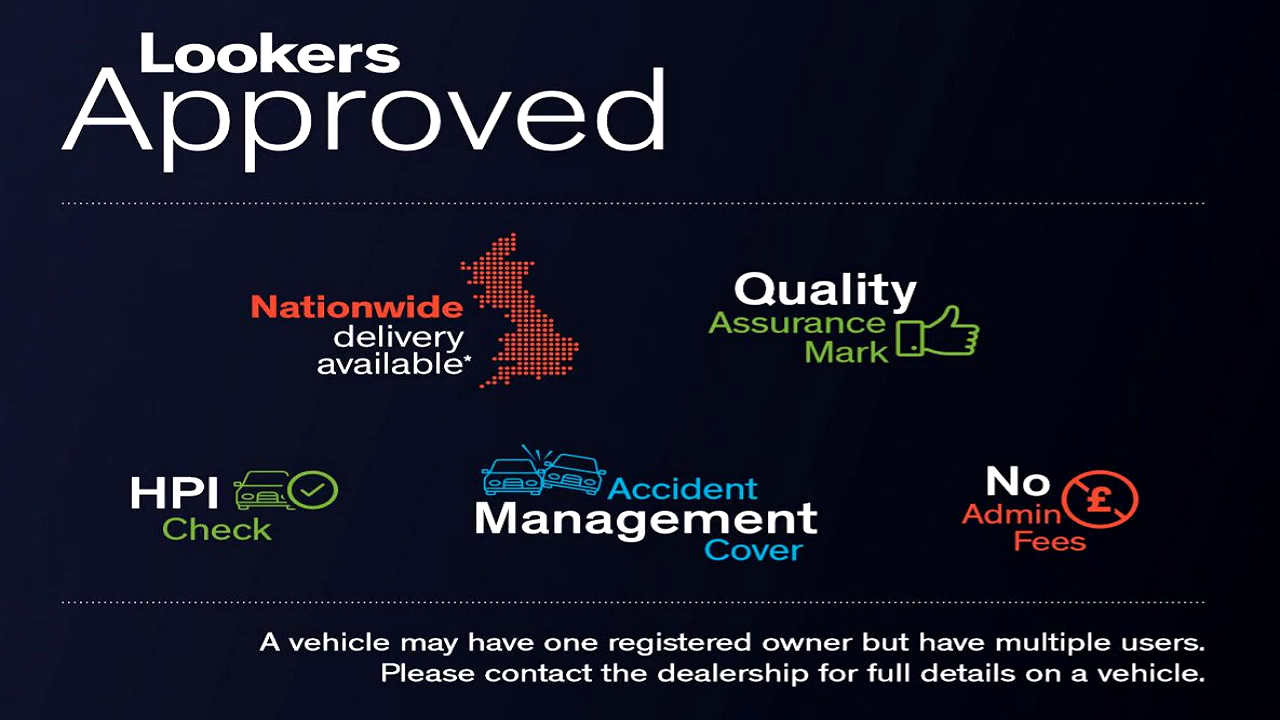 Lookers
Approved
Nationwide
delivery
available*
Quality
Assurance
Mark
HPI
Check
Accident
Management
Cover
No
Admin
£
Fees
A vehicle may have one registered owner but have multiple users.
Please contact the dealership for full details on a vehicle.